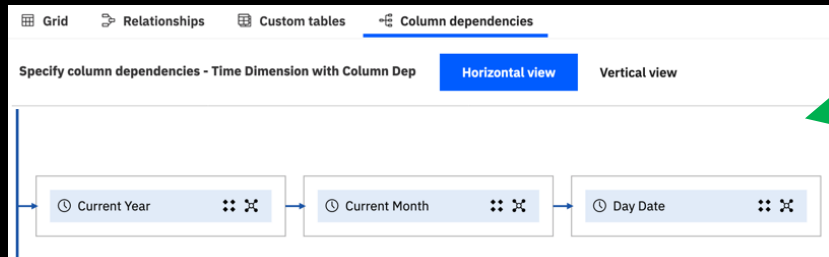 Grid Relationships Custom tables Column dependencies
Specify column dependencies - Time Dimension with Column Dep Horizontal view Vertical view
Current Year Current Month Day Date